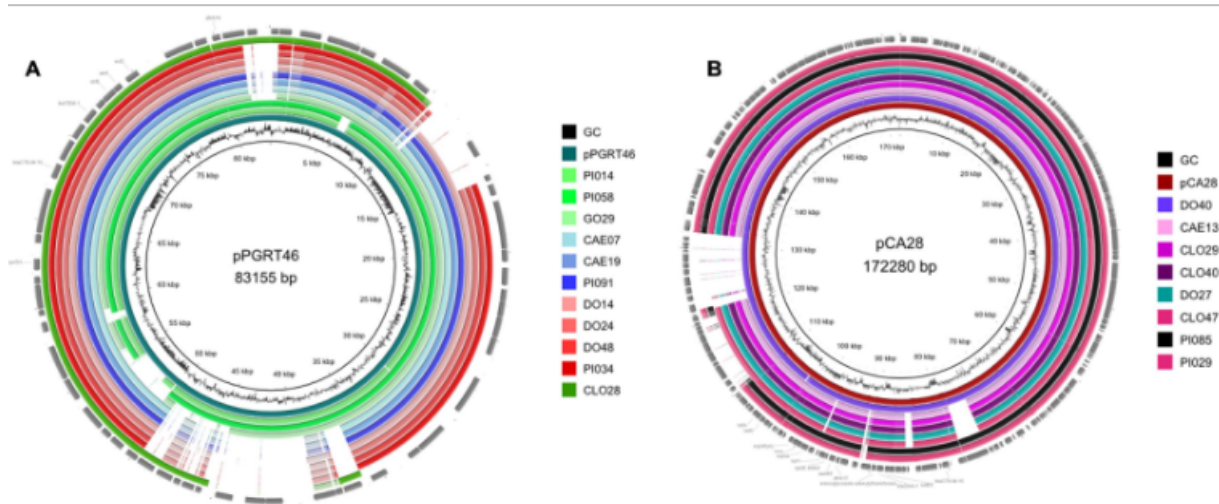 A
80 kbp
5 kbp
75 kbp
10 kbp
70 kbp
15 kbp
65 kbp
20 kbp
60 kbp
25 kbp
55 kbp
30 kbp
35 kbp
45 kbp
40 kbp
pPGRT46
83155 bp
GC
pPGRT46
PI014
PI058
GO29
CAE07
CAE19
PI091
DO14
DO24
DO48
PI034
CLO28
B
170 kbp
10 kbp
160 kbp
20 kbp
150 kbp
30 kbp
140 kbp
40 kbp
130 kbp
50 kbp
120 kbp
60 kbp
110 kbp
70 kbp
100 kbp
90 kbp
80 kbp
pCA28
172280 bp
GC
pCA28
DO40
CAE13
CLO29
CLO40
DO27
CLO47
PI085
PI029